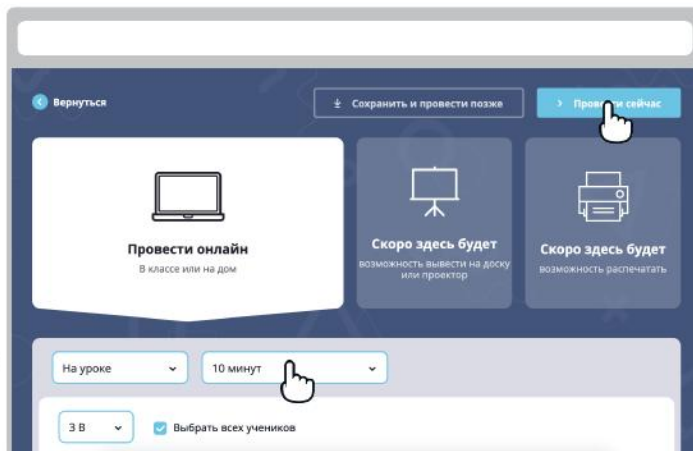 Вернуться
Сохранить и провести позже
Провести сейчас
Провести онлайн
В классе или на дом
Скоро здесь будет
возможность вывести на доску
или проектор
Скоро здесь будет
возможность распечатать
На уроке
10 минут
3 В
Выбрать всех учеников